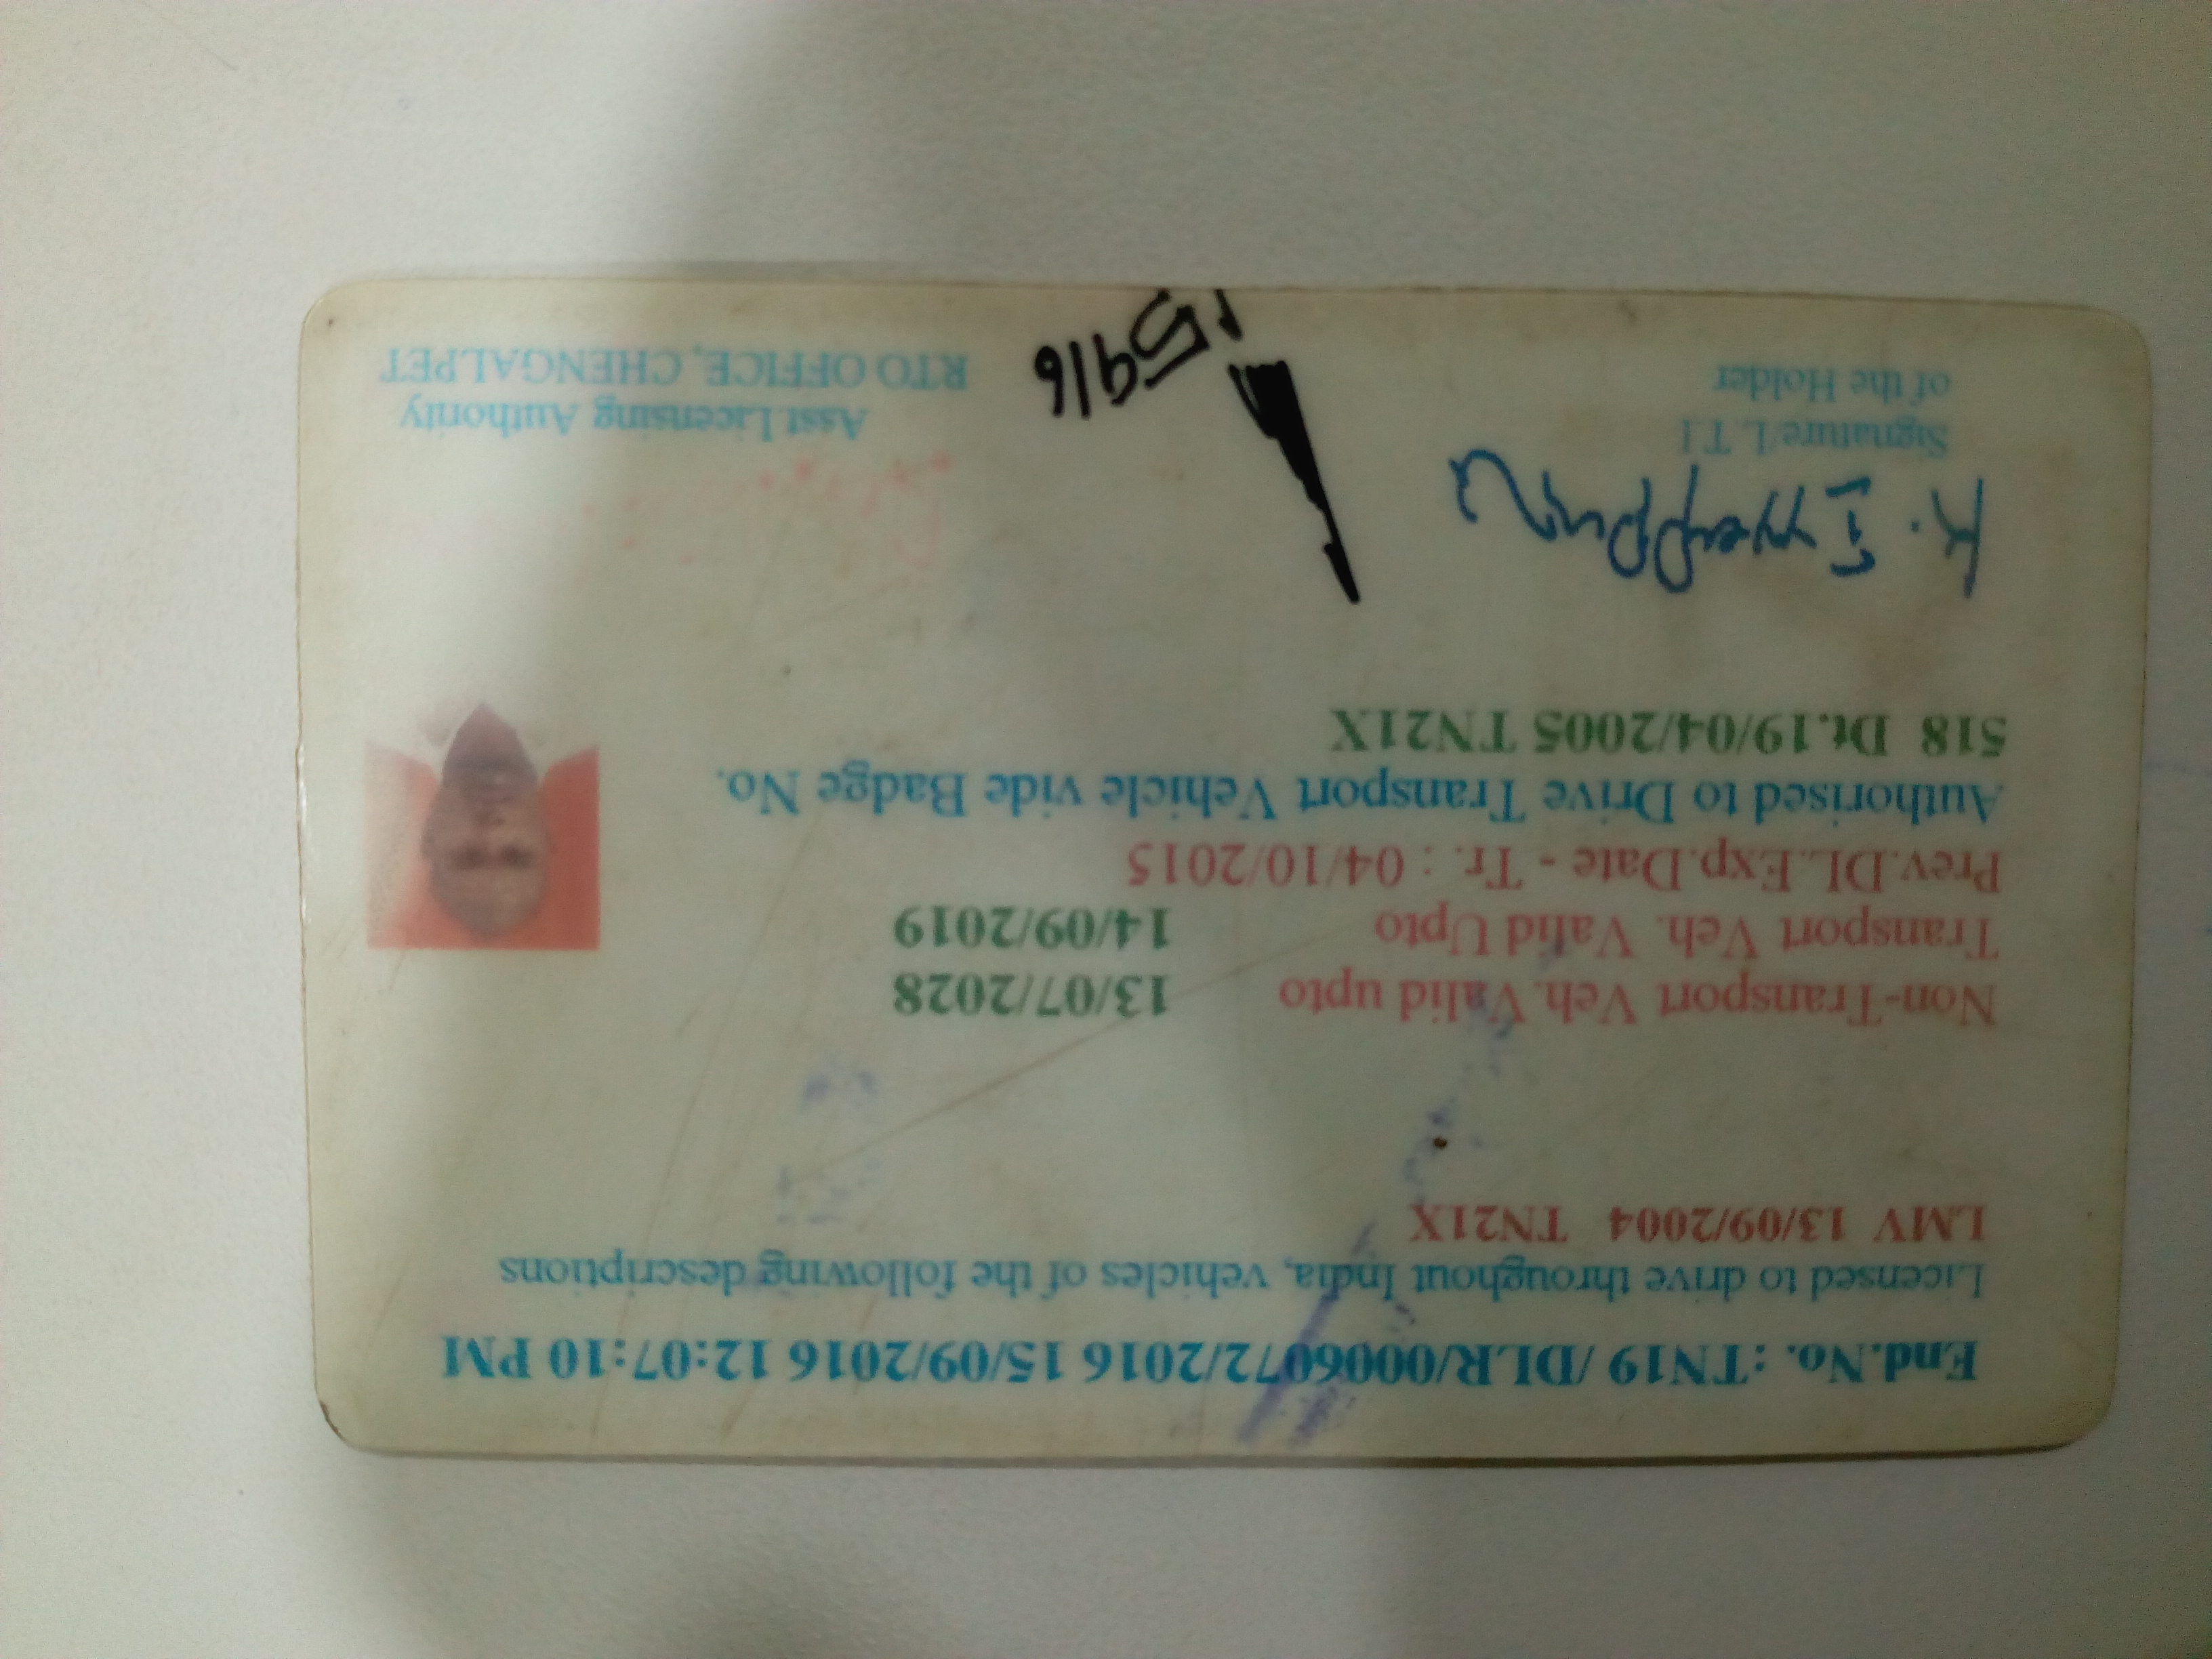 End.No. : TN19 /DLR/0006072/2016 15/09/2016 12:07:10 PM
Licensed to drive throughout India, vehicles of the following descriptions
LMV 13/09/2004 TN21X
Non-Transport Veh. Valid upto 13/07/2028
Transport Veh. Valid Upto 14/09/2019
Prev.DL.Exp.Date - Tr. : 04/10/2015
Authorised to Drive Transport Vehicle vide Badge No.
518 Dt.19/04/2005 TN21X
K. Iyyappan
Signature/L.T.I
of the Holder
Asst Licensing Authority
RTO OFFICE, CHENGALPET